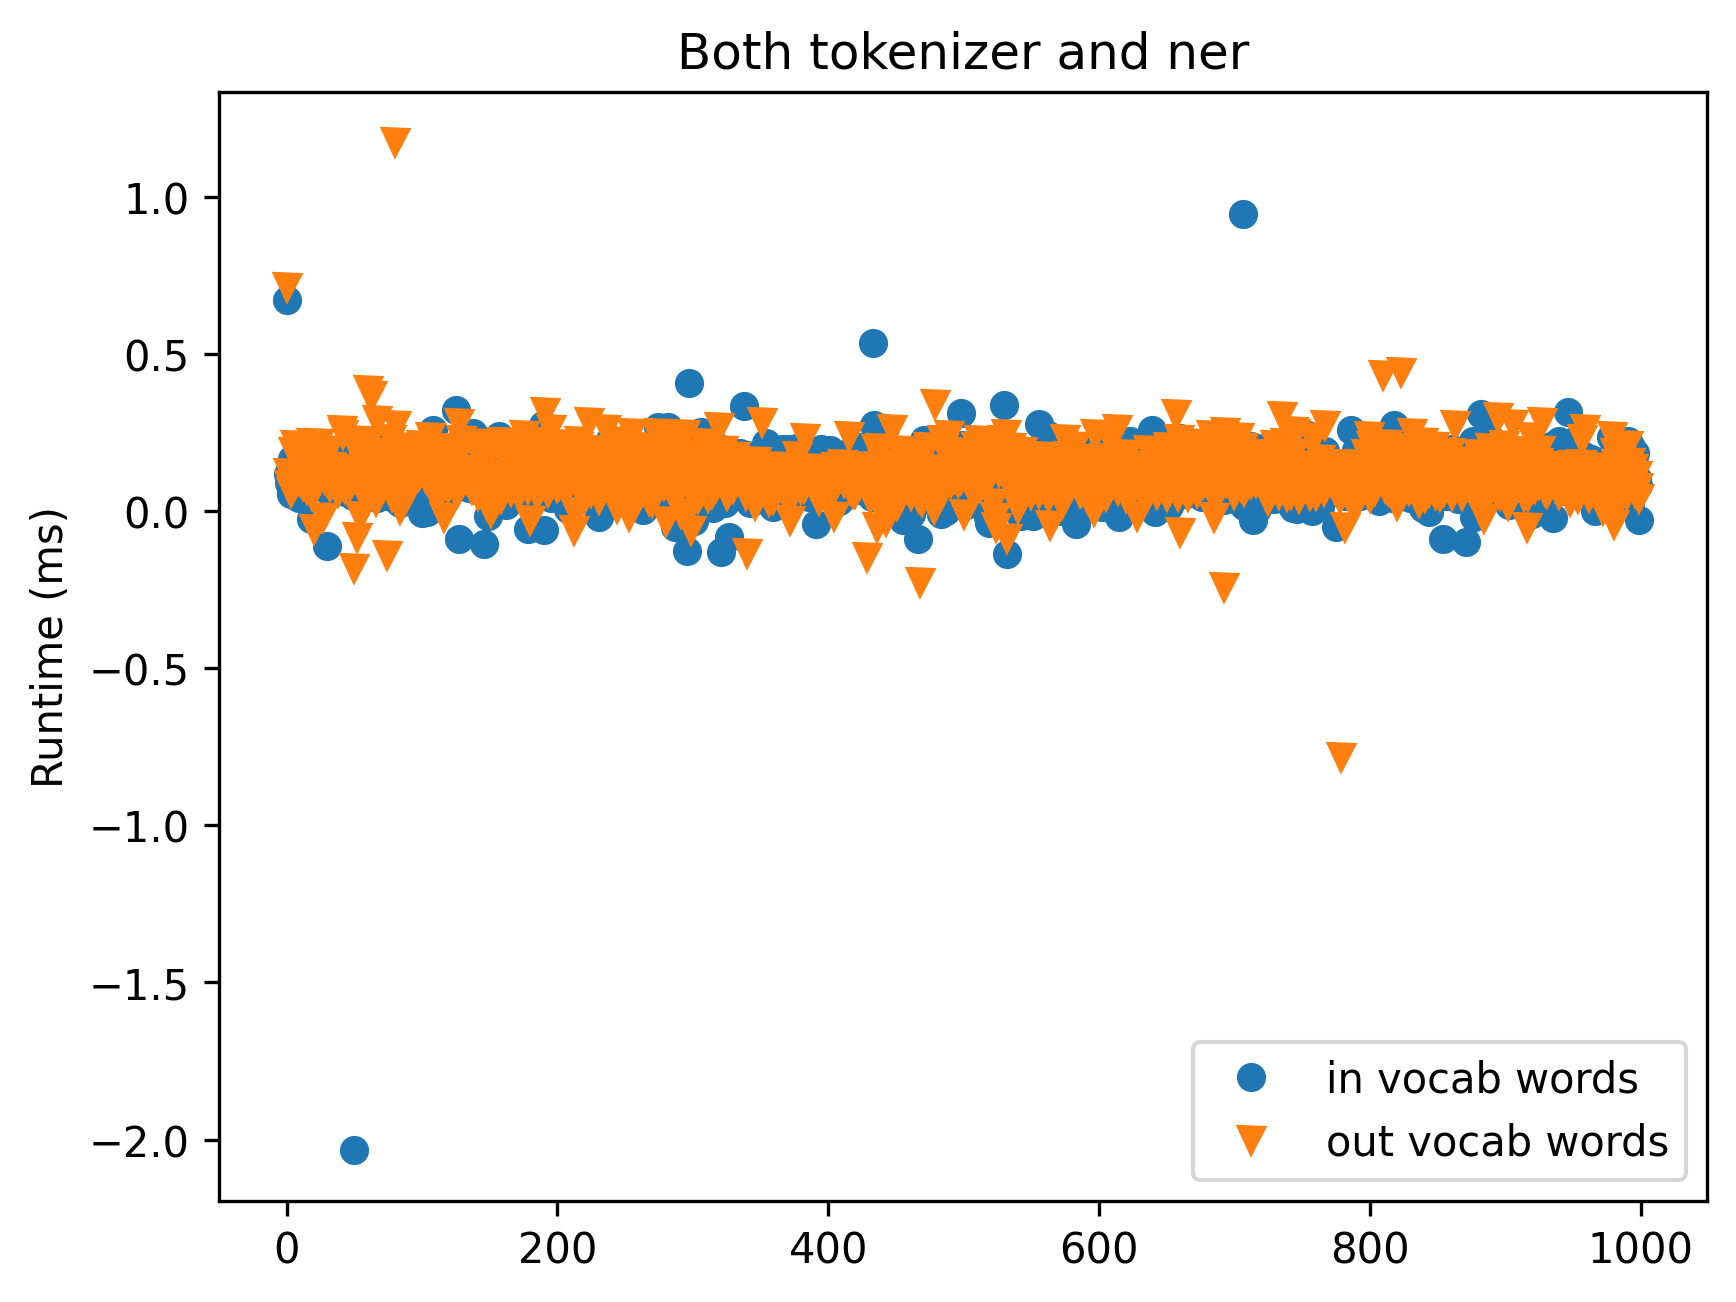 Both tokenizer and ner
Runtime (ms)
1.0
0.5
0.0
−0.5
−1.0
−1.5
−2.0
in vocab words
out vocab words
0 200 400 600 800 1000